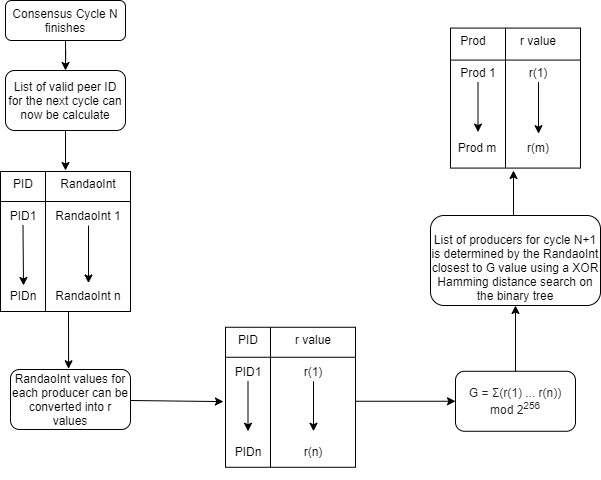 Consensus Cycle N
finishes
List of valid peer ID
for the next cycle can
now be calculate
PID RandaoInt
PID1 RandaoInt 1
PIDn RandaoInt n
RandaoInt values for
each producer can be
converted into r
values
PID r value
PID1 r(1)
PIDn r(n)
G = Σ(r(1) ... r(n))
mod 2^256
List of producers for cycle N+1
is determined by the RandaoInt
closest to G value using a XOR
Hamming distance search on
the binary tree
Prod r value
Prod 1 r(1)
Prod m r(m)